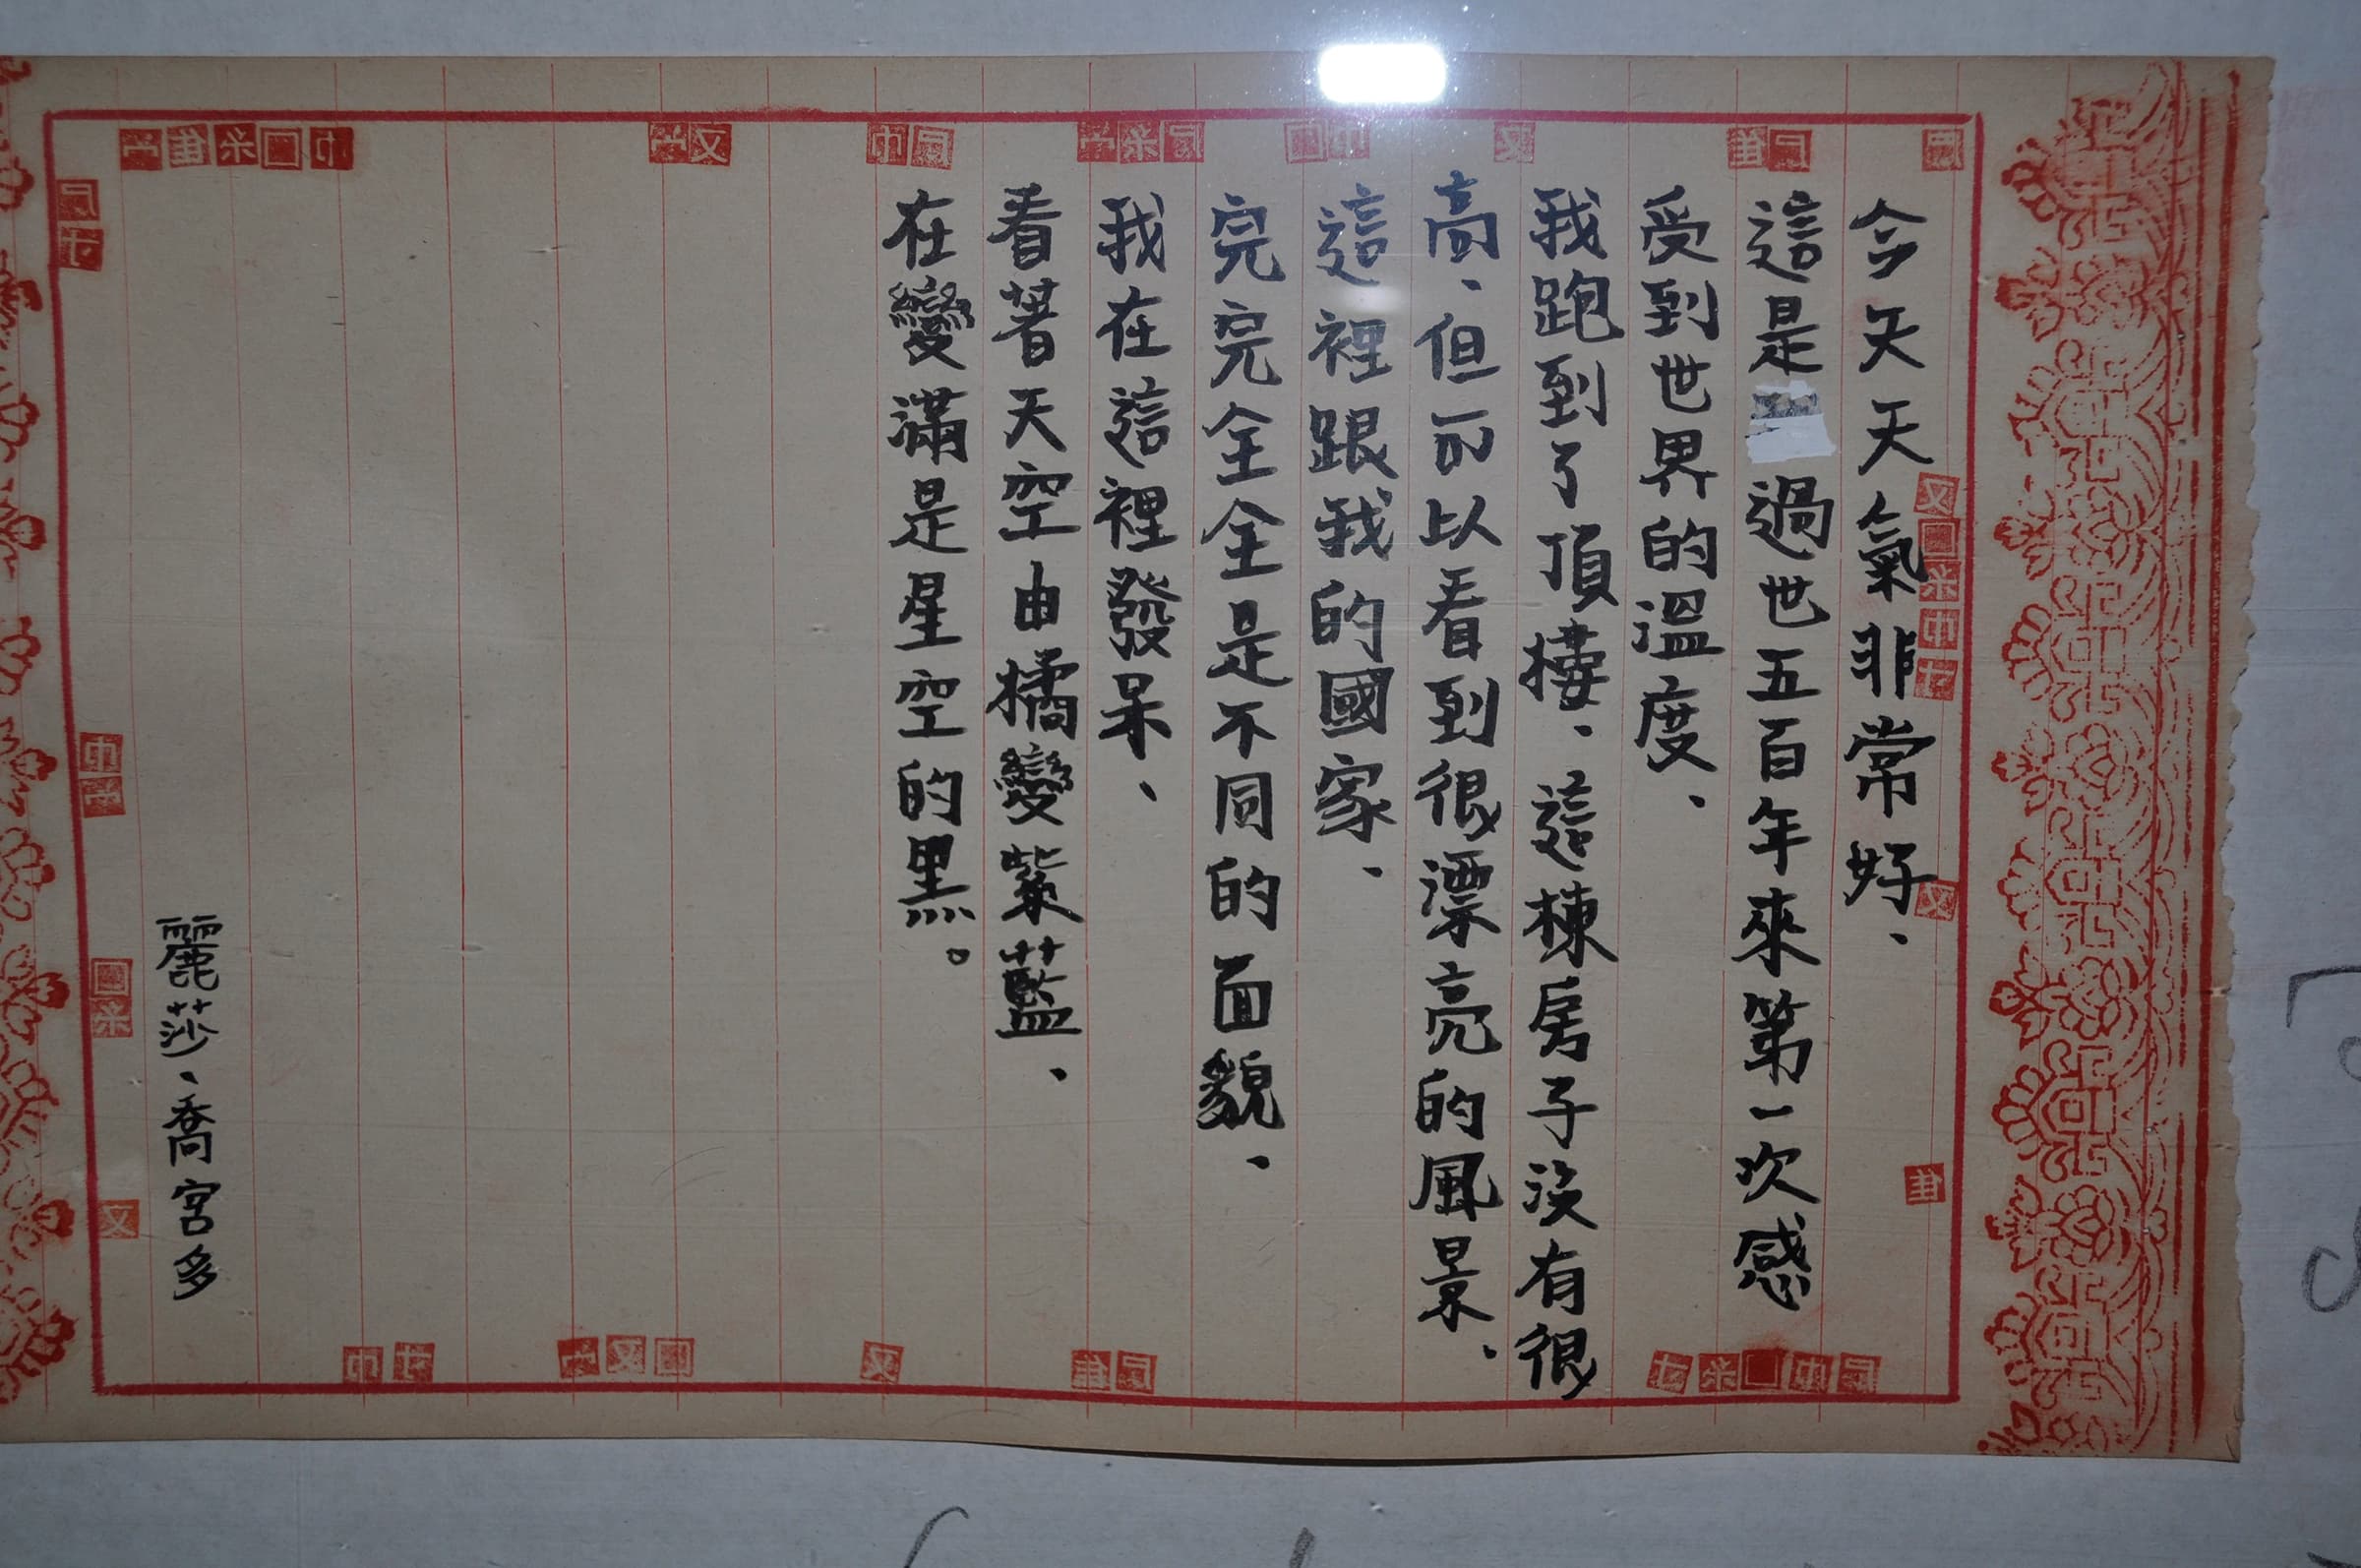 今天天氣非常好、
這是過世五百年來第一次感
受到世界的溫度、
我跑到了頂樓、這棟房子沒有很
高、但可以看到很漂亮的風景、
這裡跟我的國家、
完完全全是不同的面貌、
我在這裡發呆、
看著天空由橘變紫藍、
在變滿是星空的黑。
麗莎、喬宮多